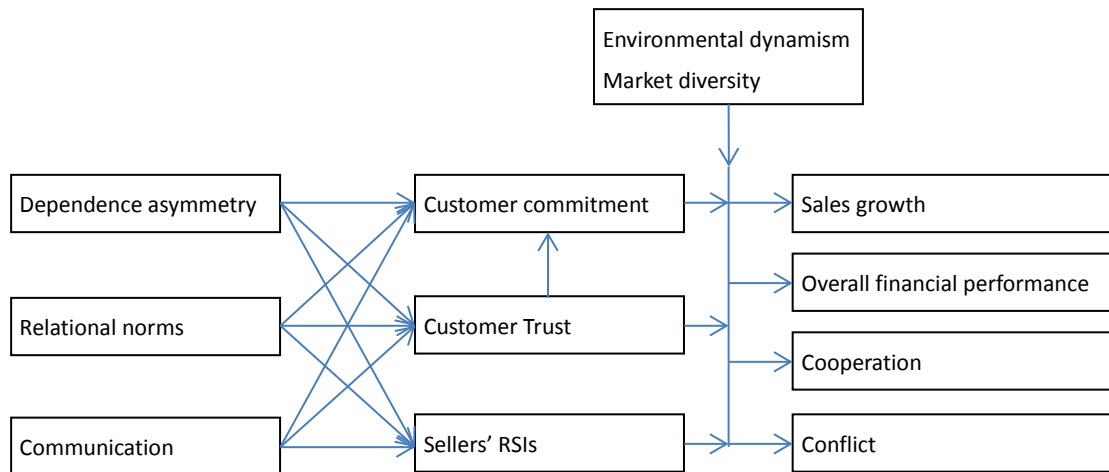 Environmental dynamism
Market diversity
Dependence asymmetry
Customer commitment
Sales growth
Overall financial performance
Relational norms
Customer Trust
Cooperation
Communication
Sellers’ RSIs
Conflict